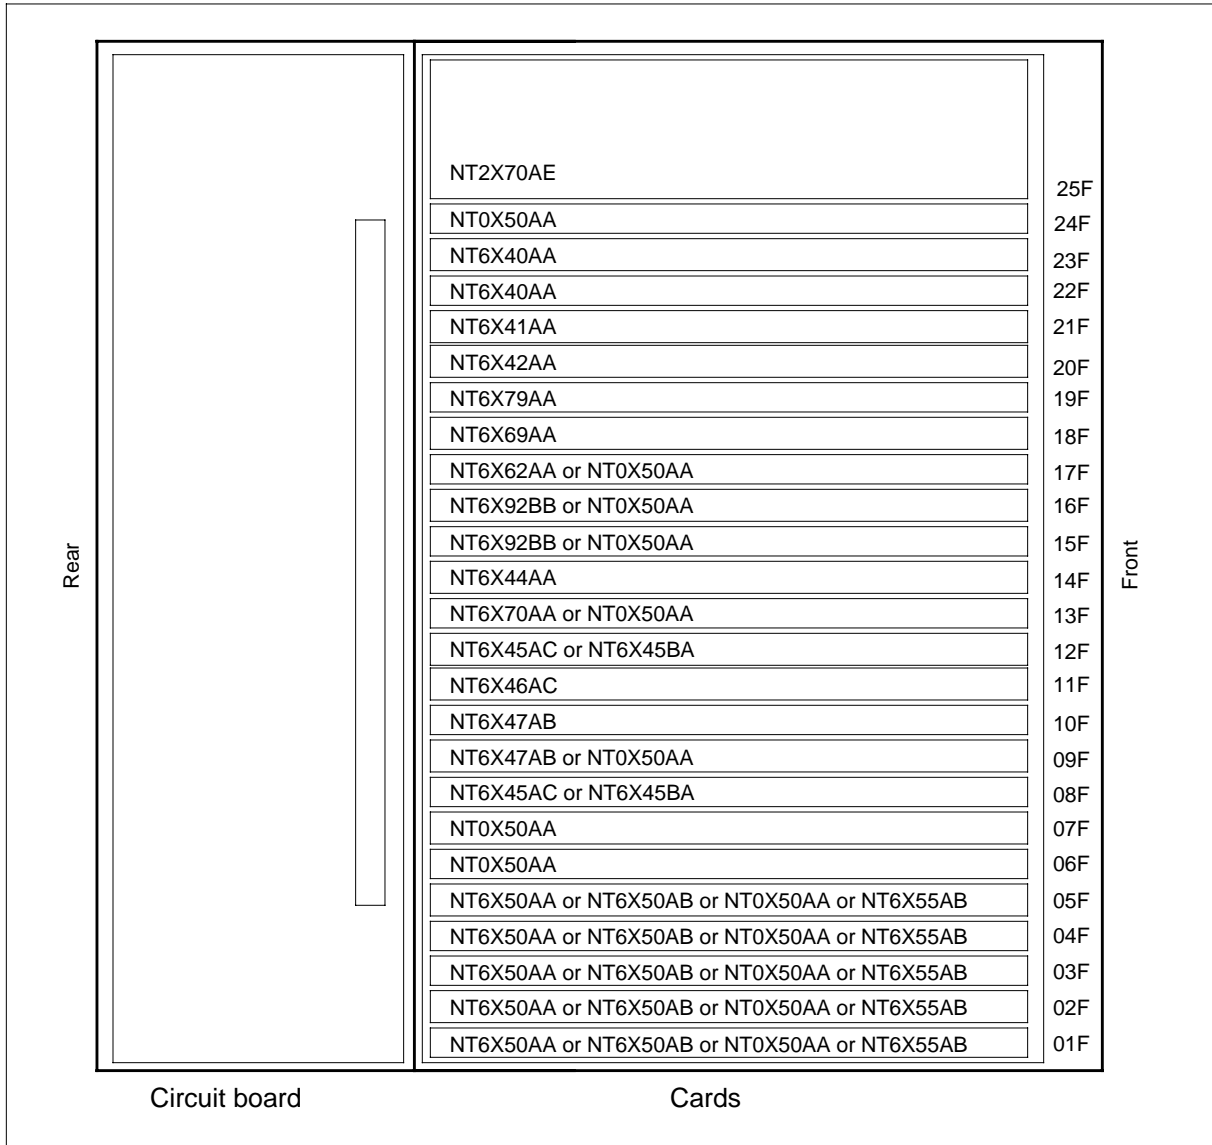 NT2X70AE 25F
NT0X50AA 24F
NT6X40AA 23F
NT6X40AA 22F
NT6X41AA 21F
NT6X42AA 20F
NT6X79AA 19F
NT6X69AA 18F
NT6X62AA or NT0X50AA 17F
NT6X92BB or NT0X50AA 16F
NT6X92BB or NT0X50AA 15F
NT6X44AA 14F
NT6X70AA or NT0X50AA 13F
NT6X45AC or NT6X45BA 12F
NT6X46AC 11F
NT6X47AB 10F
NT6X47AB or NT0X50AA 09F
NT6X45AC or NT6X45BA 08F
NT0X50AA 07F
NT0X50AA 06F
NT6X50AA or NT6X50AB or NT0X50AA or NT6X55AB 05F
NT6X50AA or NT6X50AB or NT0X50AA or NT6X55AB 04F
NT6X50AA or NT6X50AB or NT0X50AA or NT6X55AB 03F
NT6X50AA or NT6X50AB or NT0X50AA or NT6X55AB 02F
NT6X50AA or NT6X50AB or NT0X50AA or NT6X55AB 01F
Rear
Front
Circuit board
Cards